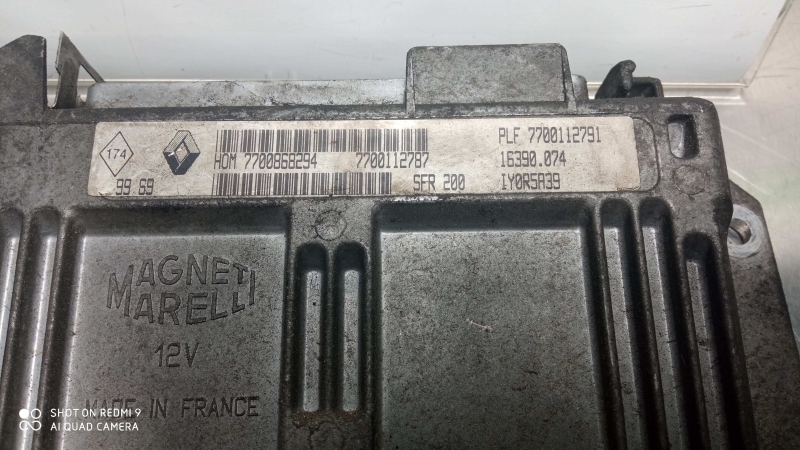 174
99 69
HOM 7700868294 7700112787
SFR 200
PLF 7700112791
16390.074
IY0R5A39
MAGNETI
MARELLI
12V
MADE IN FRANCE
SHOT ON REDMI 9
AI QUAD CAMERA